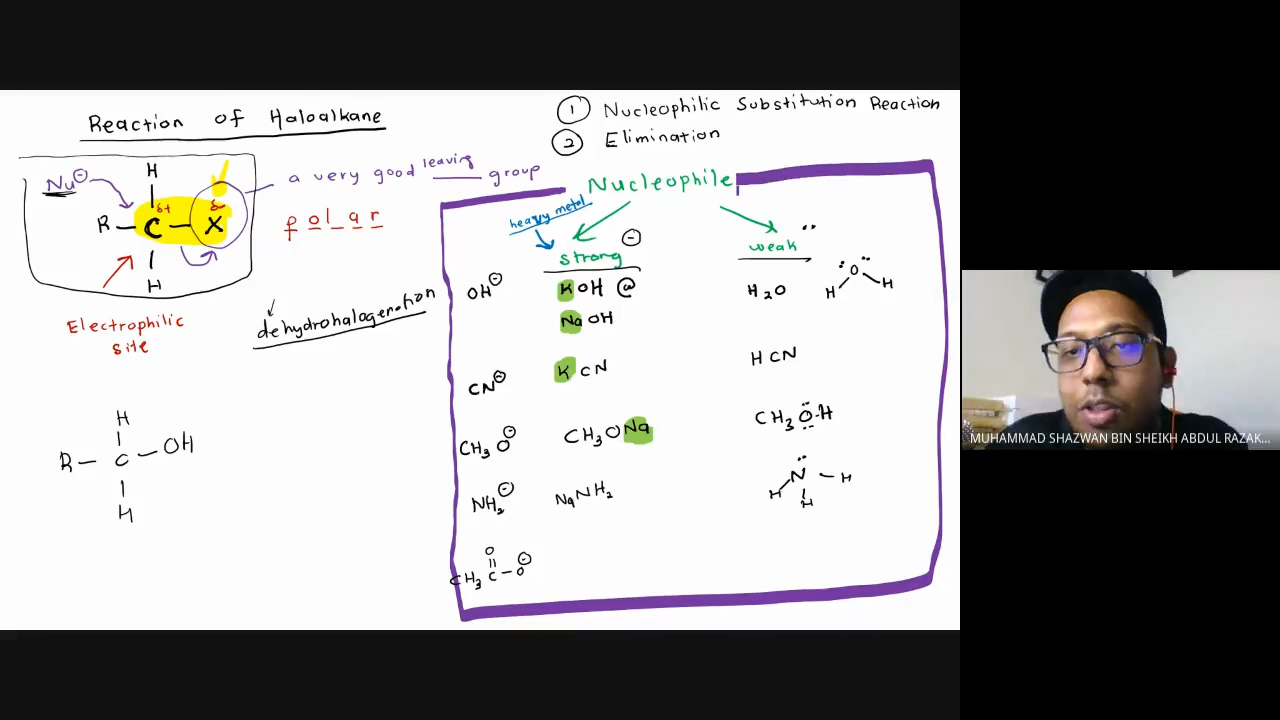 Reaction of Haloalkane
① Nucleophilic Substitution Reaction
② Elimination
H
Nu⊖
R – C – X
δ+
δ-
H
a very good leaving group
polar
Electrophilic
site
dehydrohalogenation
H
R – C – OH
H
Nucleophile
heavy metal
strong ⊖
weak ··
OH⊖
KOH @
NaOH
H2O
H O H
CN⊖
KCN
HCN
CH3O⊖
CH3ONa
CH3O-H
NH2⊖
NaNH2
H N – H
H
O
CH3 C – O⊖
MUHAMMAD SHAZWAN BIN SHEIKH ABDUL RAZAK...